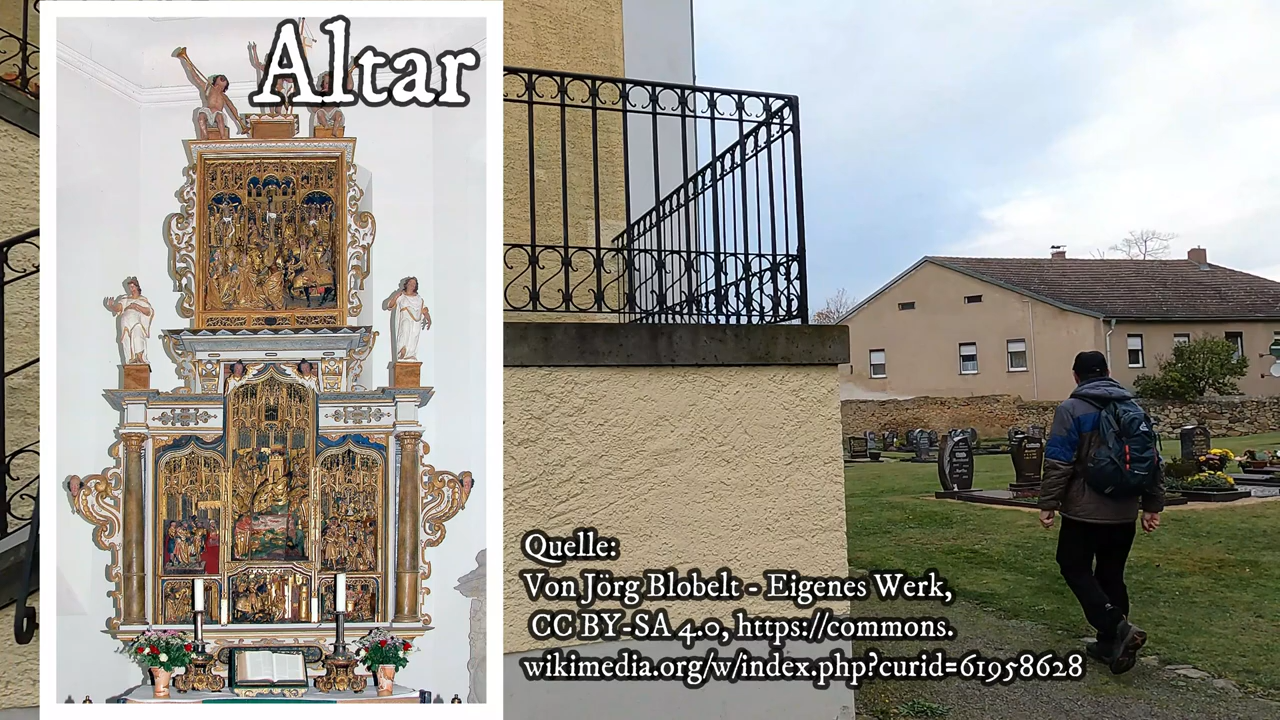 Altar
Quelle:
Von Jörg Blobelt - Eigenes Werk,
CC BY-SA 4.0, https://commons.
wikimedia.org/w/index.php?curid=61958628